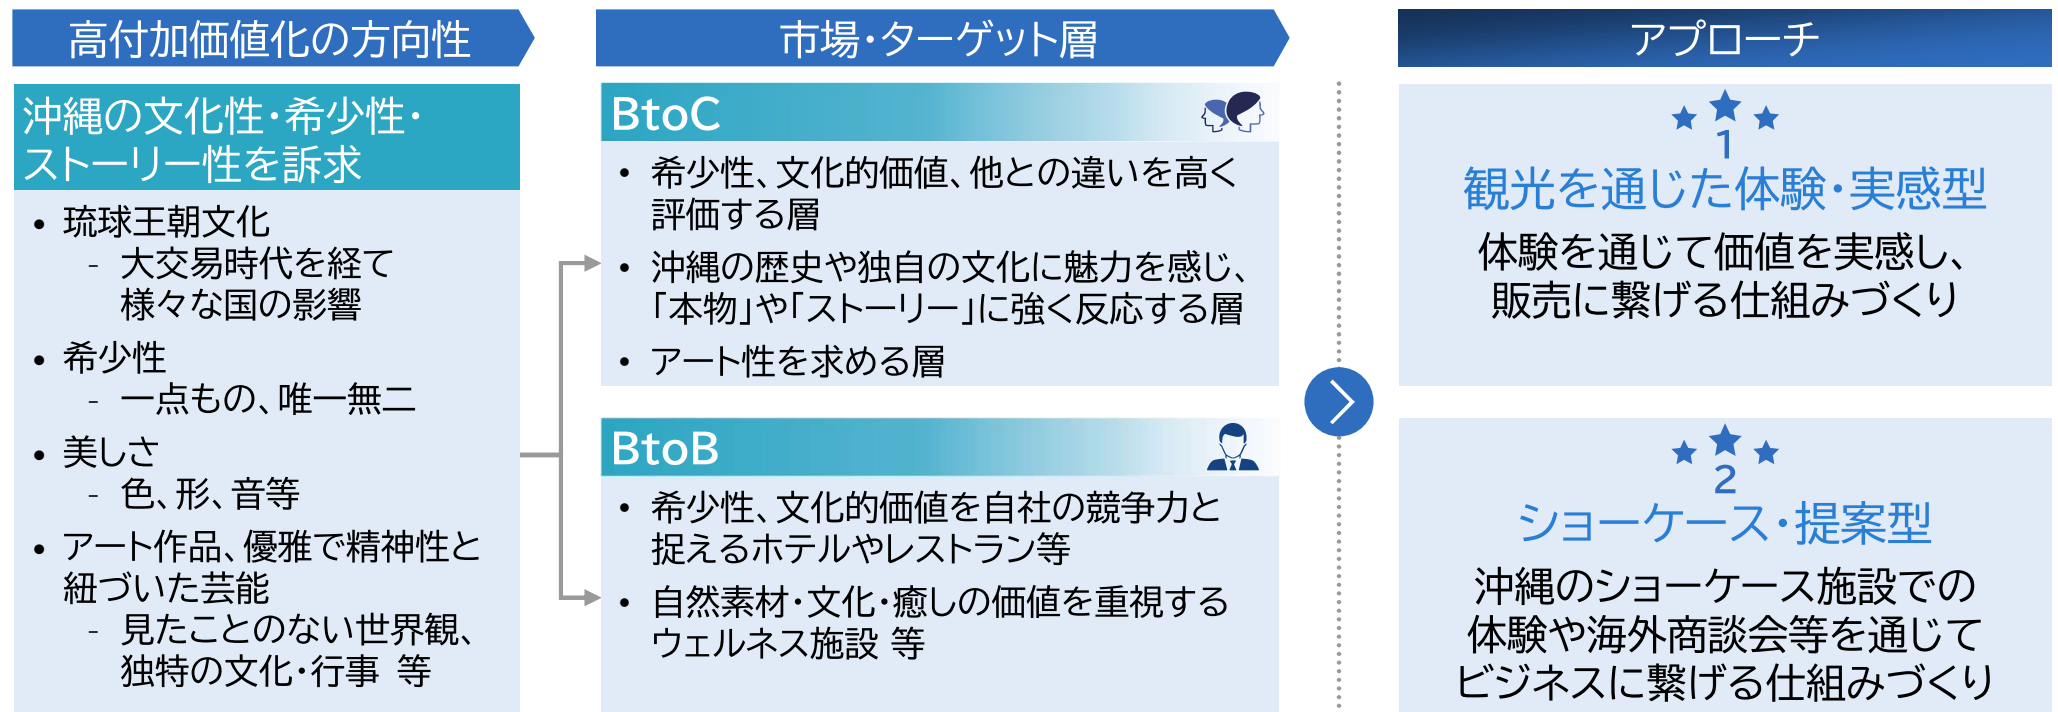 高付加価値化の方向性
沖縄の文化性・希少性・
ストーリー性を訴求
• 琉球王朝文化
- 大交易時代を経て
様々な国の影響
• 希少性
- 一点もの、唯一無二
• 美しさ
- 色、形、音等
• アート作品、優雅で精神性と
紐づいた芸能
- 見たことのない世界観、
独特の文化・行事 等
市場・ターゲット層
BtoC
• 希少性、文化的価値、他との違いを高く
評価する層
• 沖縄の歴史や独自の文化に魅力を感じ、
「本物」や「ストーリー」に強く反応する層
• アート性を求める層
BtoB
• 希少性、文化的価値を自社の競争力と
捉えるホテルやレストラン等
• 自然素材・文化・癒しの価値を重視する
ウェルネス施設 等
アプローチ
1
観光を通じた体験・実感型
体験を通じて価値を実感し、
販売に繋げる仕組みづくり
2
ショーケース・提案型
沖縄のショーケース施設での
体験や海外商談会等を通じて
ビジネスに繋げる仕組みづくり